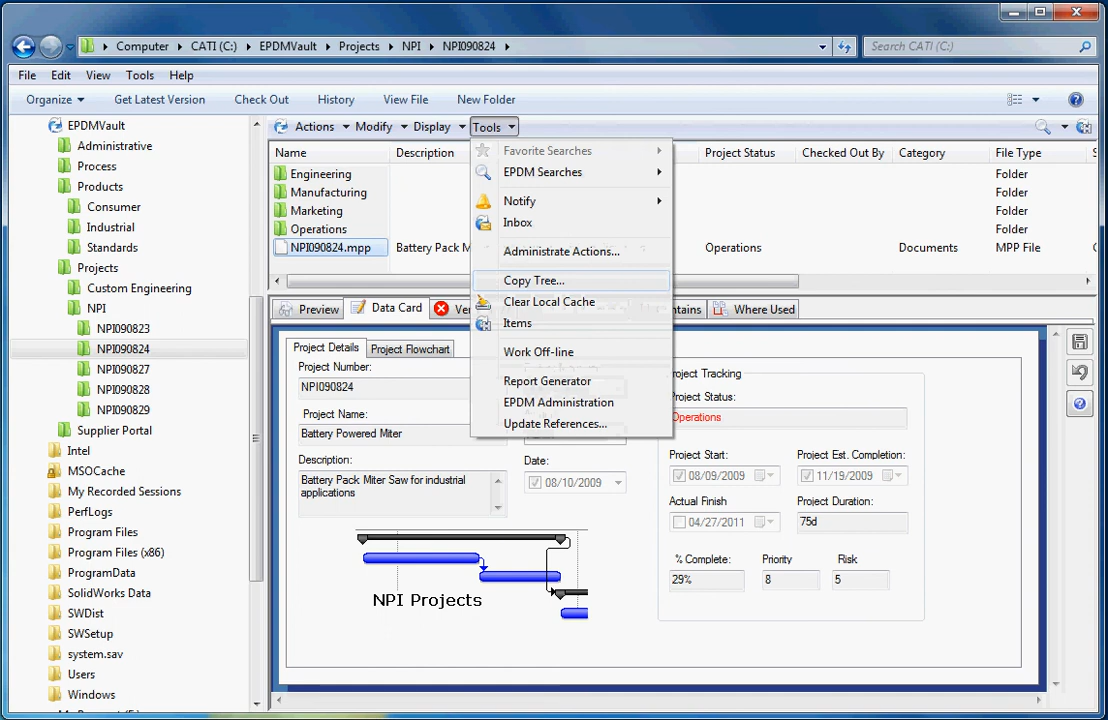 Computer ▸ CATI (C:) ▸ EPDMVault ▸ Projects ▸ NPI ▸ NPI090824 ▸
Search CATI (C:)
File Edit View Tools Help
Organize Get Latest Version Check Out History View File New Folder
EPDMVault
Administrative
Process
Products
Consumer
Industrial
Standards
Projects
Custom Engineering
NPI
NPI090823
NPI090824
NPI090827
NPI090828
NPI090829
Supplier Portal
Intel
MSOCache
My Recorded Sessions
PerfLogs
Program Files
Program Files (x86)
ProgramData
SolidWorks Data
SWDist
SWSetup
system.sav
Users
Windows
Actions Modify Display Tools
Name Description Project Status Checked Out By Category File Type
Engineering Folder
Manufacturing Folder
Marketing Folder
Operations Folder
NPI090824.mpp Battery Pack M Operations Documents MPP File
Favorite Searches
EPDM Searches
Notify
Inbox
Administrate Actions...
Copy Tree...
Clear Local Cache
Items
Work Off-line
Report Generator
EPDM Administration
Update References...
Preview Data Card Ver ntains Where Used
Project Details Project Flowchart
Project Number:
NPI090824
Project Name:
Battery Powered Miter
Description:
Battery Pack Miter Saw for industrial
applications
Date:
08/10/2009
NPI Projects
roject Tracking
Project Status:
Operations
Project Start: Project Est. Completion:
08/09/2009 11/19/2009
Actual Finish Project Duration:
04/27/2011 75d
% Complete: Priority Risk
29% 8 5